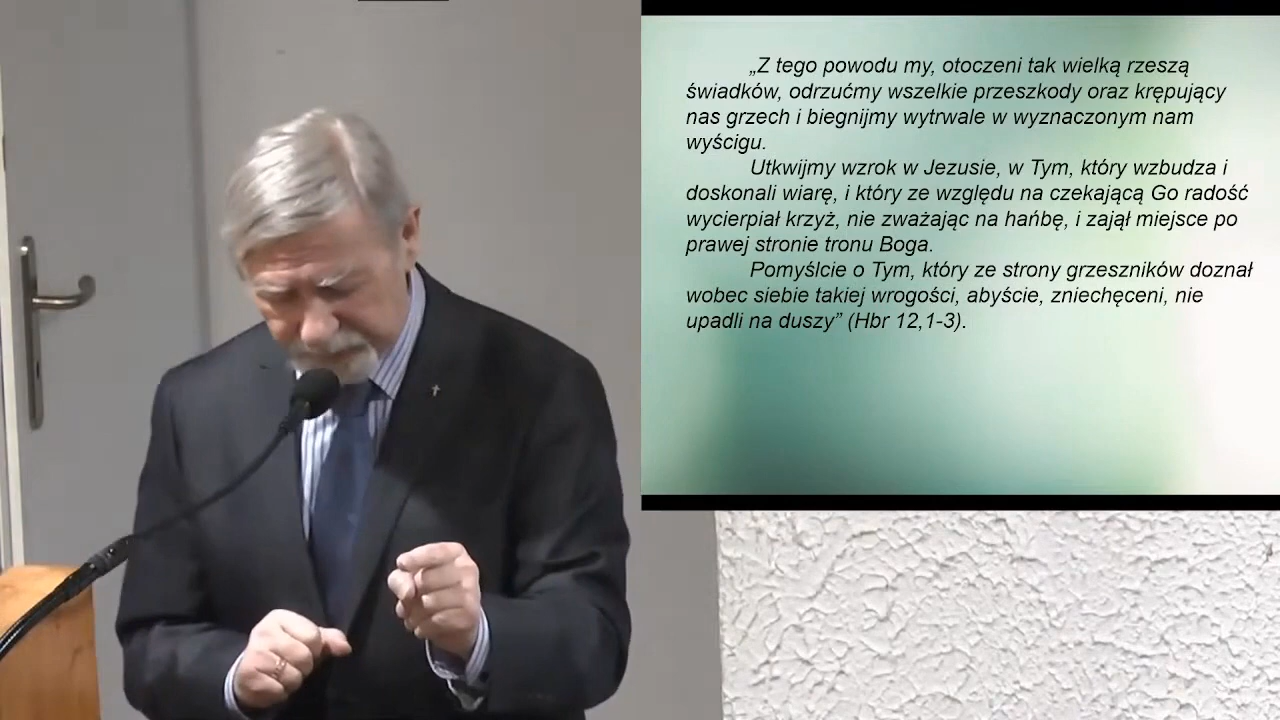 „Z tego powodu my, otoczeni tak wielką rzeszą
świadków, odrzućmy wszelkie przeszkody oraz krępujący
nas grzech i biegnijmy wytrwale w wyznaczonym nam
wyścigu.
Utkwijmy wzrok w Jezusie, w Tym, który wzbudza i
doskonali wiarę, i który ze względu na czekającą Go radość
wycierpiał krzyż, nie zważając na hańbę, i zajął miejsce po
prawej stronie tronu Boga.
Pomyślcie o Tym, który ze strony grzeszników doznał
wobec siebie takiej wrogości, abyście, zniechęceni, nie
upadli na duszy” (Hbr 12,1-3).